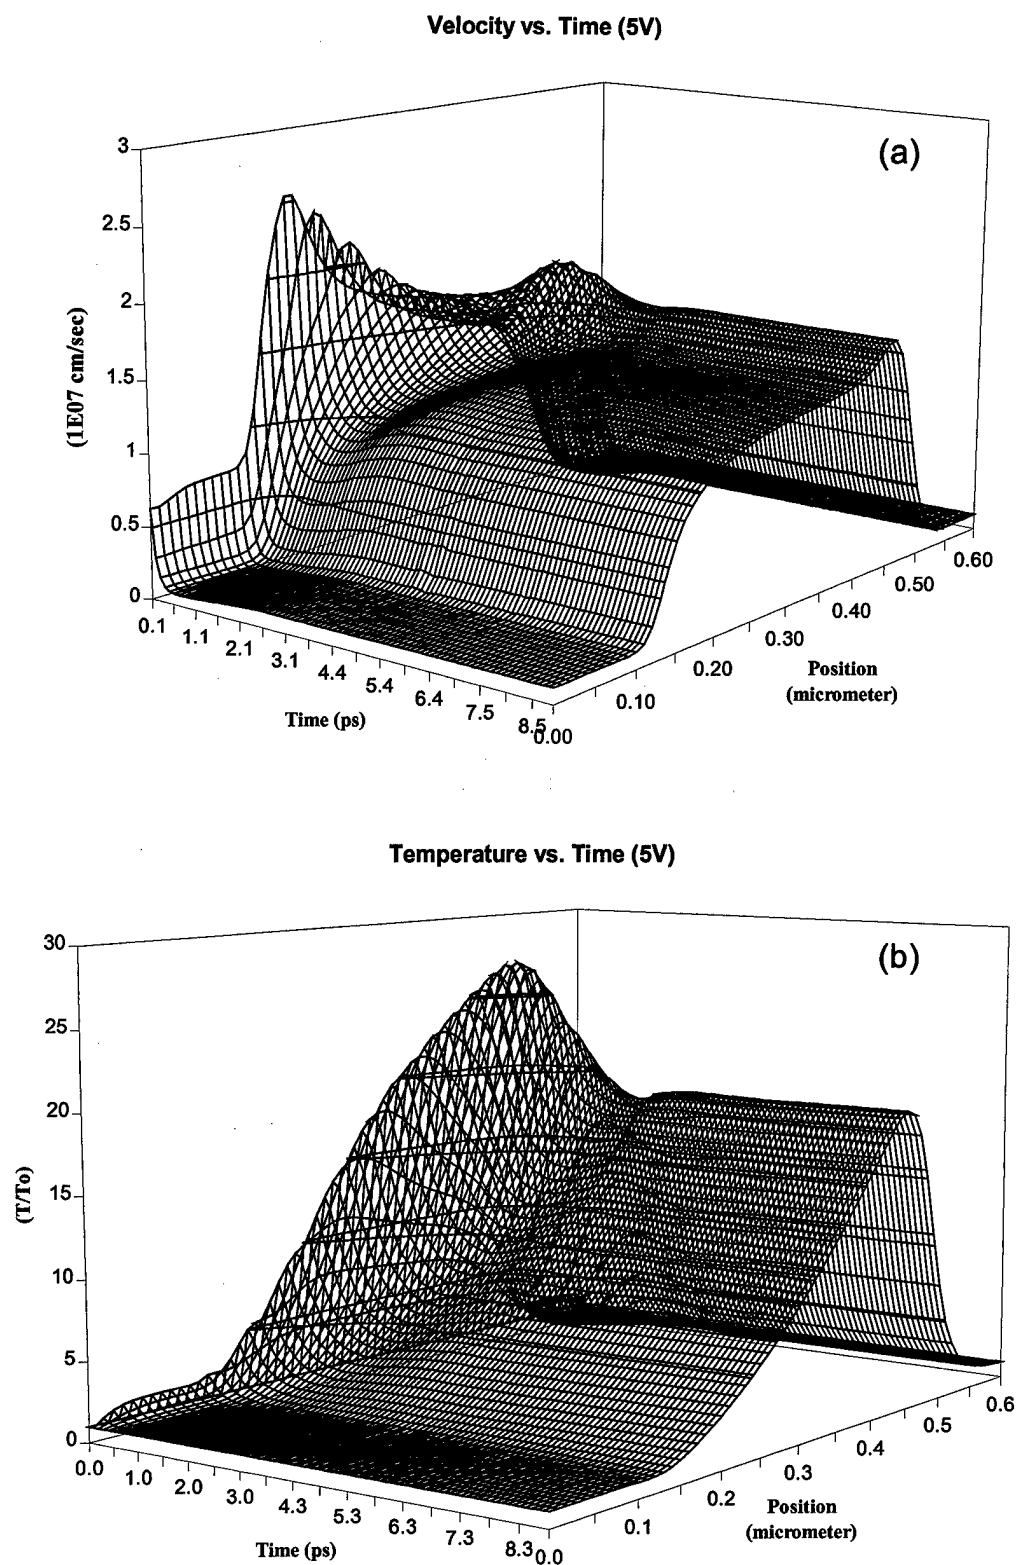 Velocity vs. Time (5V)
(a)
3
2.5
2
1.5
1
0.5
0
(1E07 cm/sec)
0.1 1.1 2.1 3.1 4.4 5.4 6.4 7.5 8.5
Time (ps)
0.00 0.10 0.20 0.30 0.40 0.50 0.60
Position
(micrometer)
Temperature vs. Time (5V)
(b)
30
25
20
15
10
5
0
(T/To)
0.0 1.0 2.0 3.0 4.3 5.3 6.3 7.3 8.3
Time (ps)
0.0 0.1 0.2 0.3 0.4 0.5 0.6
Position
(micrometer)